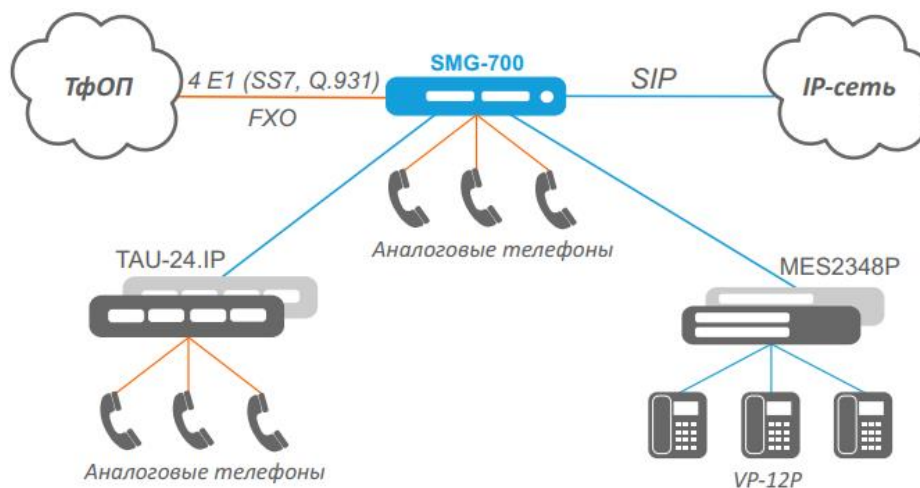 SMG-700
ТфОП
4 E1 (SS7, Q.931)
FXO
SIP
IP-сеть
Аналоговые телефоны
TAU-24.IP
MES2348P
Аналоговые телефоны
VP-12P